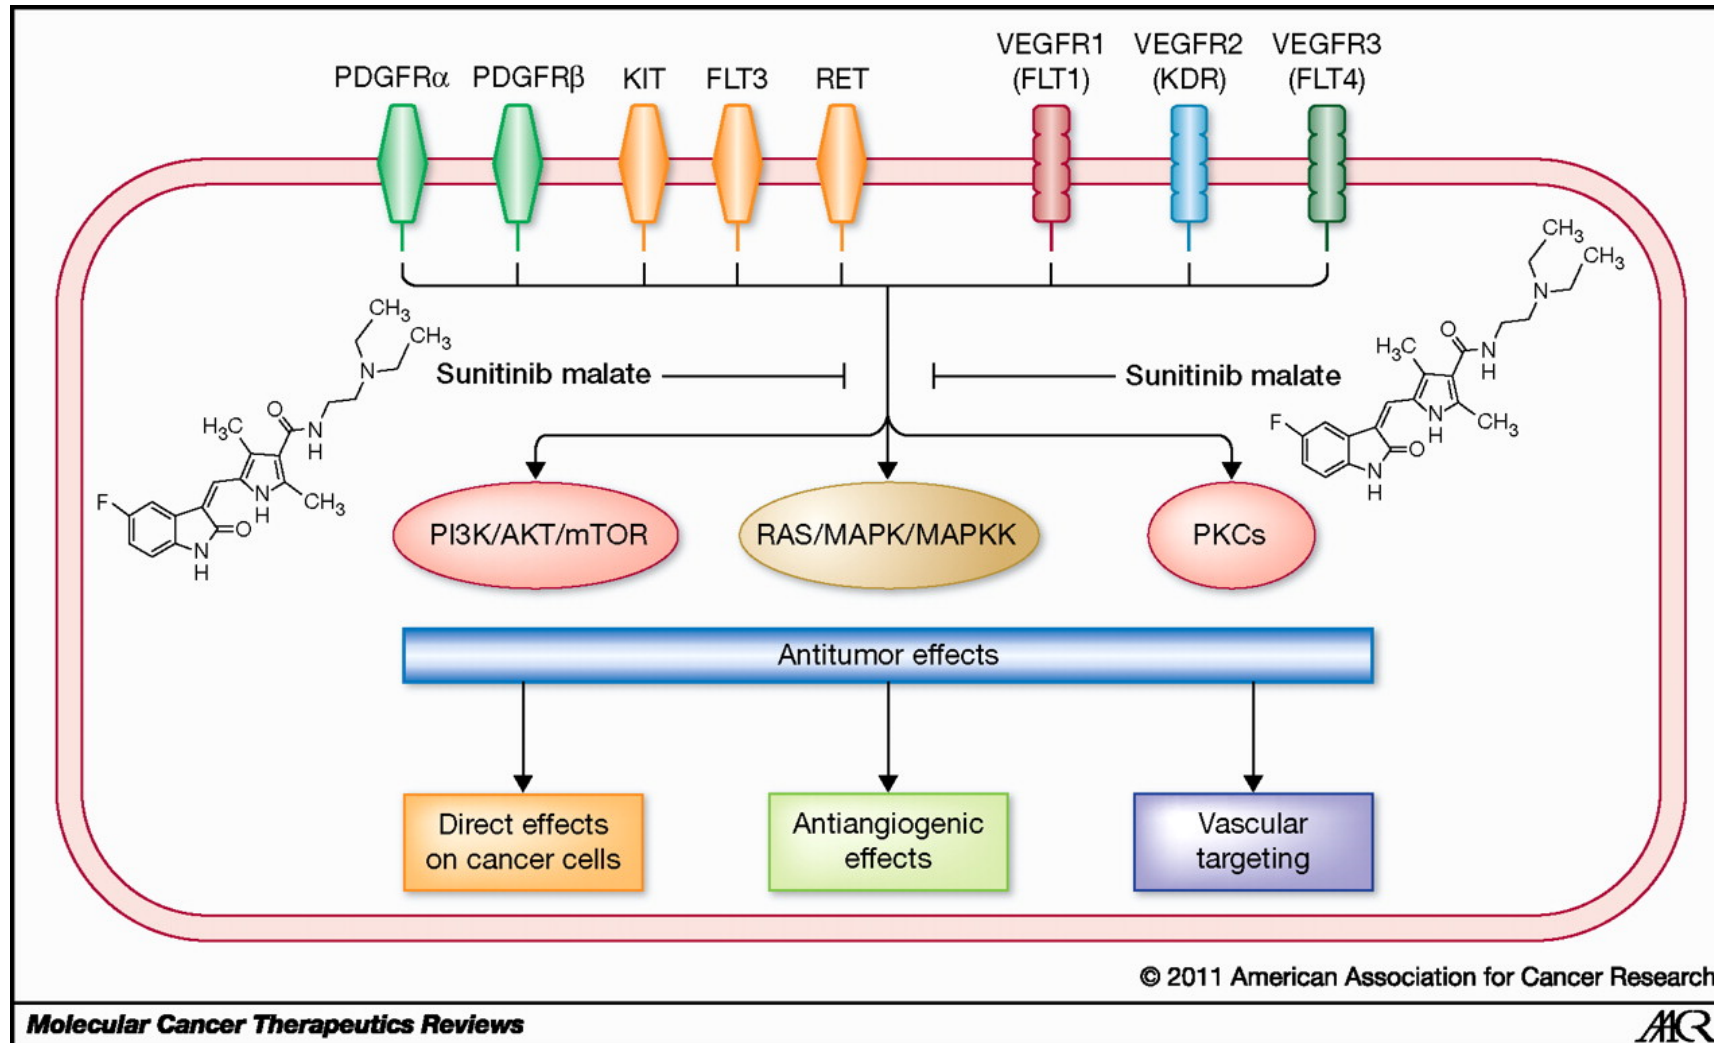 PDGFRα
PDGFRβ
KIT
FLT3
RET
VEGFR1
(FLT1)
VEGFR2
(KDR)
VEGFR3
(FLT4)
CH3
CH3
N
O
N
H
H3C
N
H
CH3
F
O
N
H
Sunitinib malate
Sunitinib malate
CH3
CH3
N
O
N
H
H3C
N
H
CH3
F
O
N
H
PI3K/AKT/mTOR
RAS/MAPK/MAPKK
PKCs
Antitumor effects
Direct effects
on cancer cells
Antiangiogenic
effects
Vascular
targeting
© 2011 American Association for Cancer Research
Molecular Cancer Therapeutics Reviews
AACR